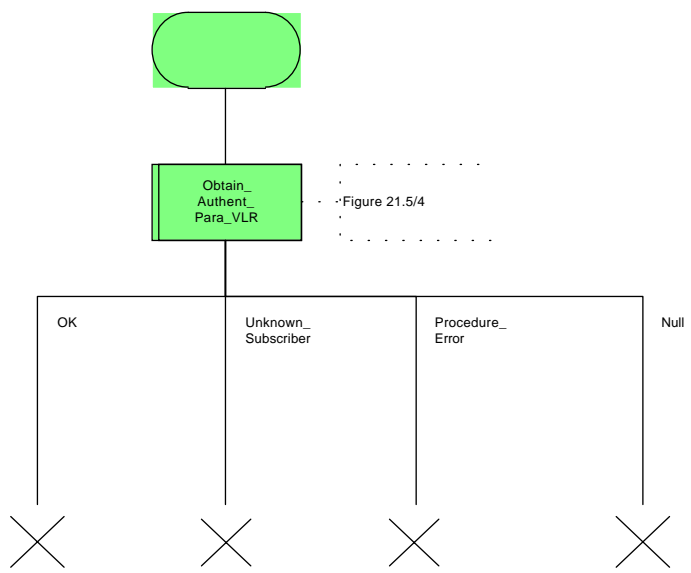 Obtain_
Authent_
Para_VLR
Figure 21.5/4
OK
Unknown_
Subscriber
Procedure_
Error
Null